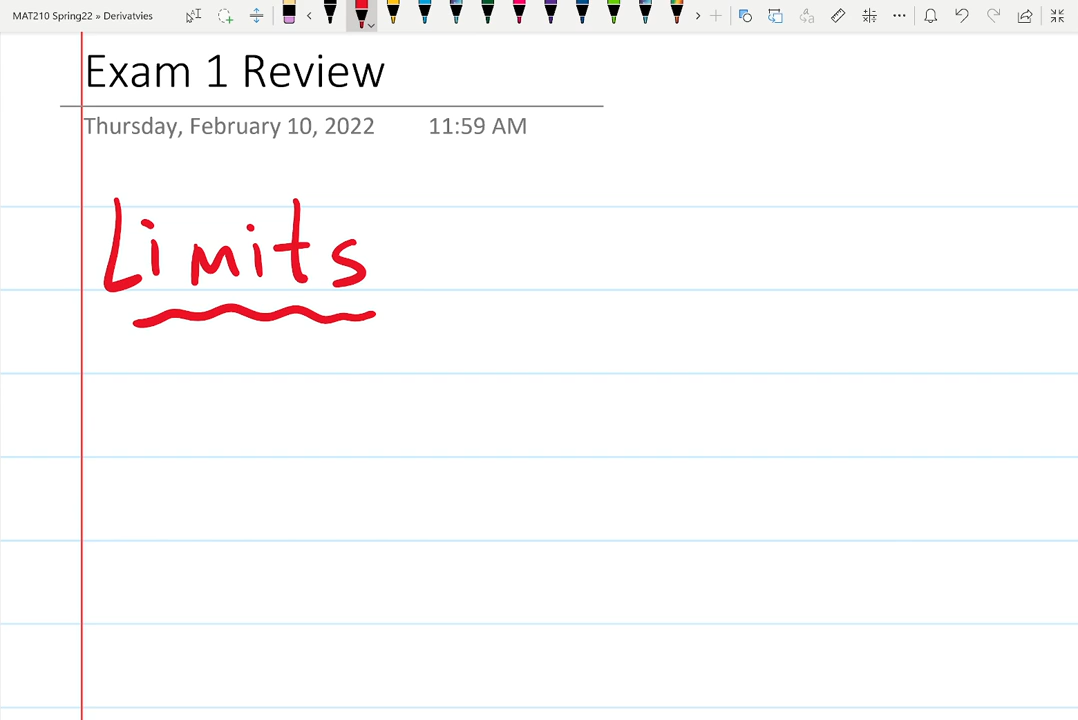 MAT210 Spring22 » Derivatvies
Exam 1 Review
Thursday, February 10, 2022 11:59 AM
Limits